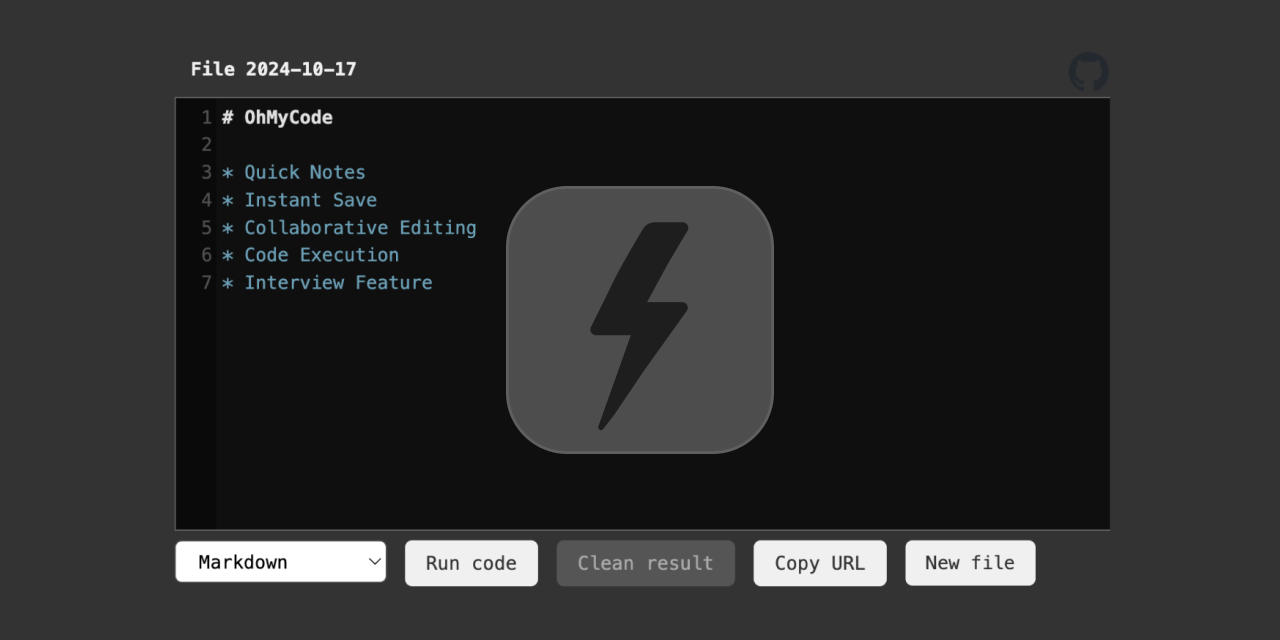 File 2024-10-17
1 # OhMyCode
2
3 * Quick Notes
4 * Instant Save
5 * Collaborative Editing
6 * Code Execution
7 * Interview Feature
Markdown Run code Clean result Copy URL New file